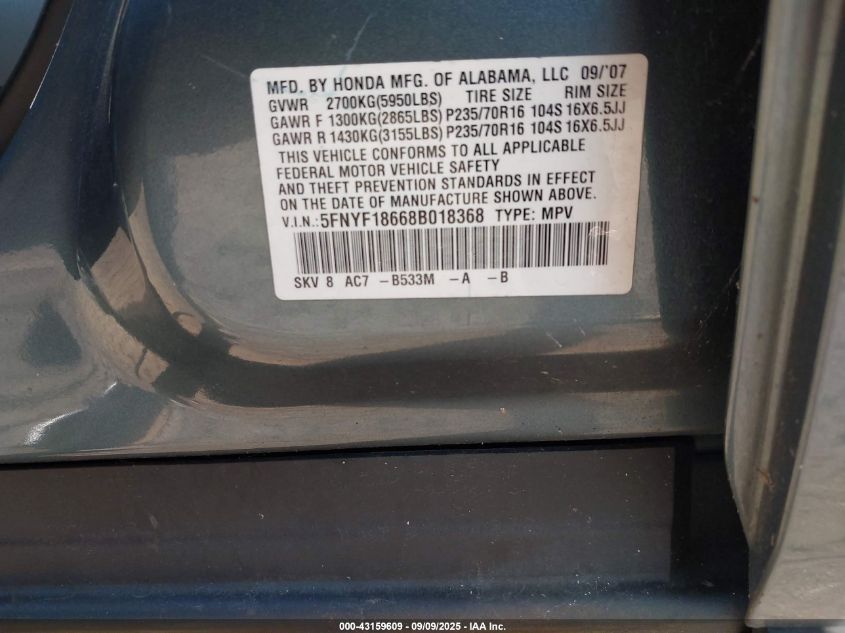 MFD. BY HONDA MFG. OF ALABAMA, LLC 09/'07
GVWR 2700KG(5950LBS) TIRE SIZE RIM SIZE
GAWR F 1300KG(2865LBS) P235/70R16 104S 16X6.5JJ
GAWR R 1430KG(3155LBS) P235/70R16 104S 16X6.5JJ
THIS VEHICLE CONFORMS TO ALL APPLICABLE
FEDERAL MOTOR VEHICLE SAFETY
AND THEFT PREVENTION STANDARDS IN EFFECT
ON THE DATE OF MANUFACTURE SHOWN ABOVE.
V.I.N.:5FNYF18668B018368 TYPE: MPV
SKV 8 AC7 -B533M -A -B
000-43159609 - 09/09/2025 - IAA Inc.